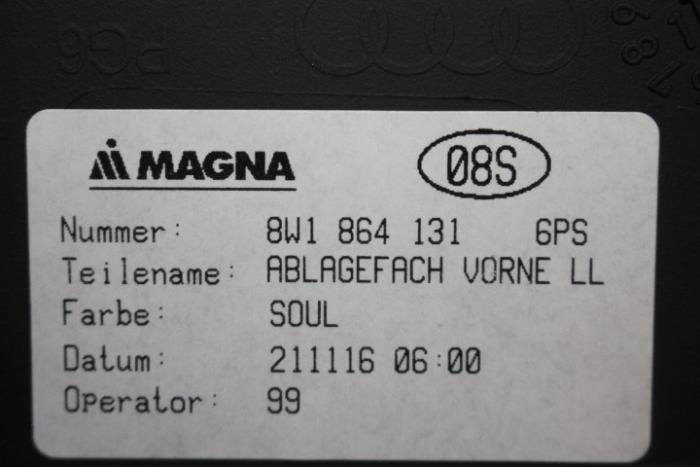 PG6
MAGNA 08S
Nummer: 8W1 864 131 6PS
Teilename: ABLAGEFACH VORNE LL
Farbe: SOUL
Datum: 211116 06:00
Operator: 99